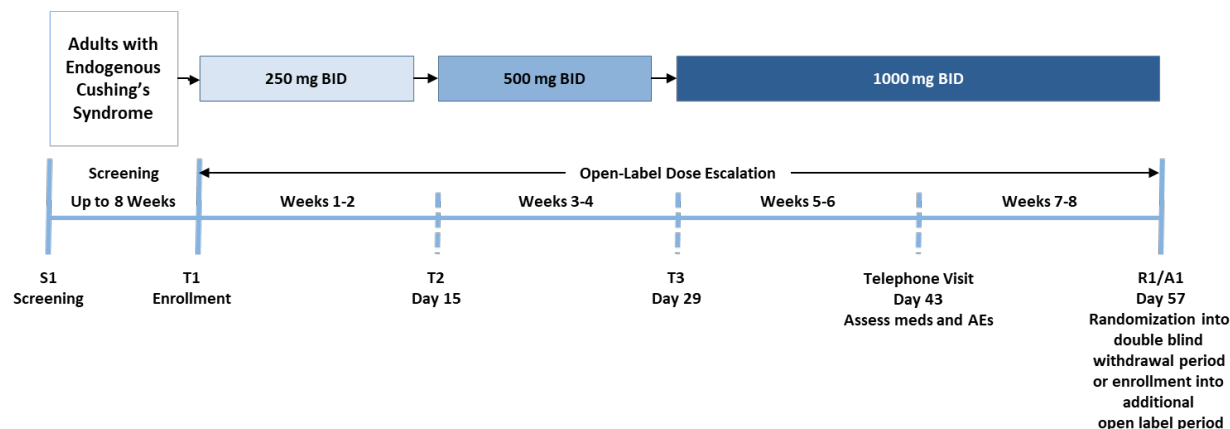 Adults with
Endogenous
Cushing's
Syndrome
250 mg BID
500 mg BID
1000 mg BID
Screening
Open-Label Dose Escalation
Up to 8 Weeks
Weeks 1-2
Weeks 3-4
Weeks 5-6
Weeks 7-8
S1
Screening
T1
Enrollment
T2
Day 15
T3
Day 29
Telephone Visit
Day 43
Assess meds and AEs
R1/A1
Day 57
Randomization into
double blind
withdrawal period
or enrollment into
additional
open label period